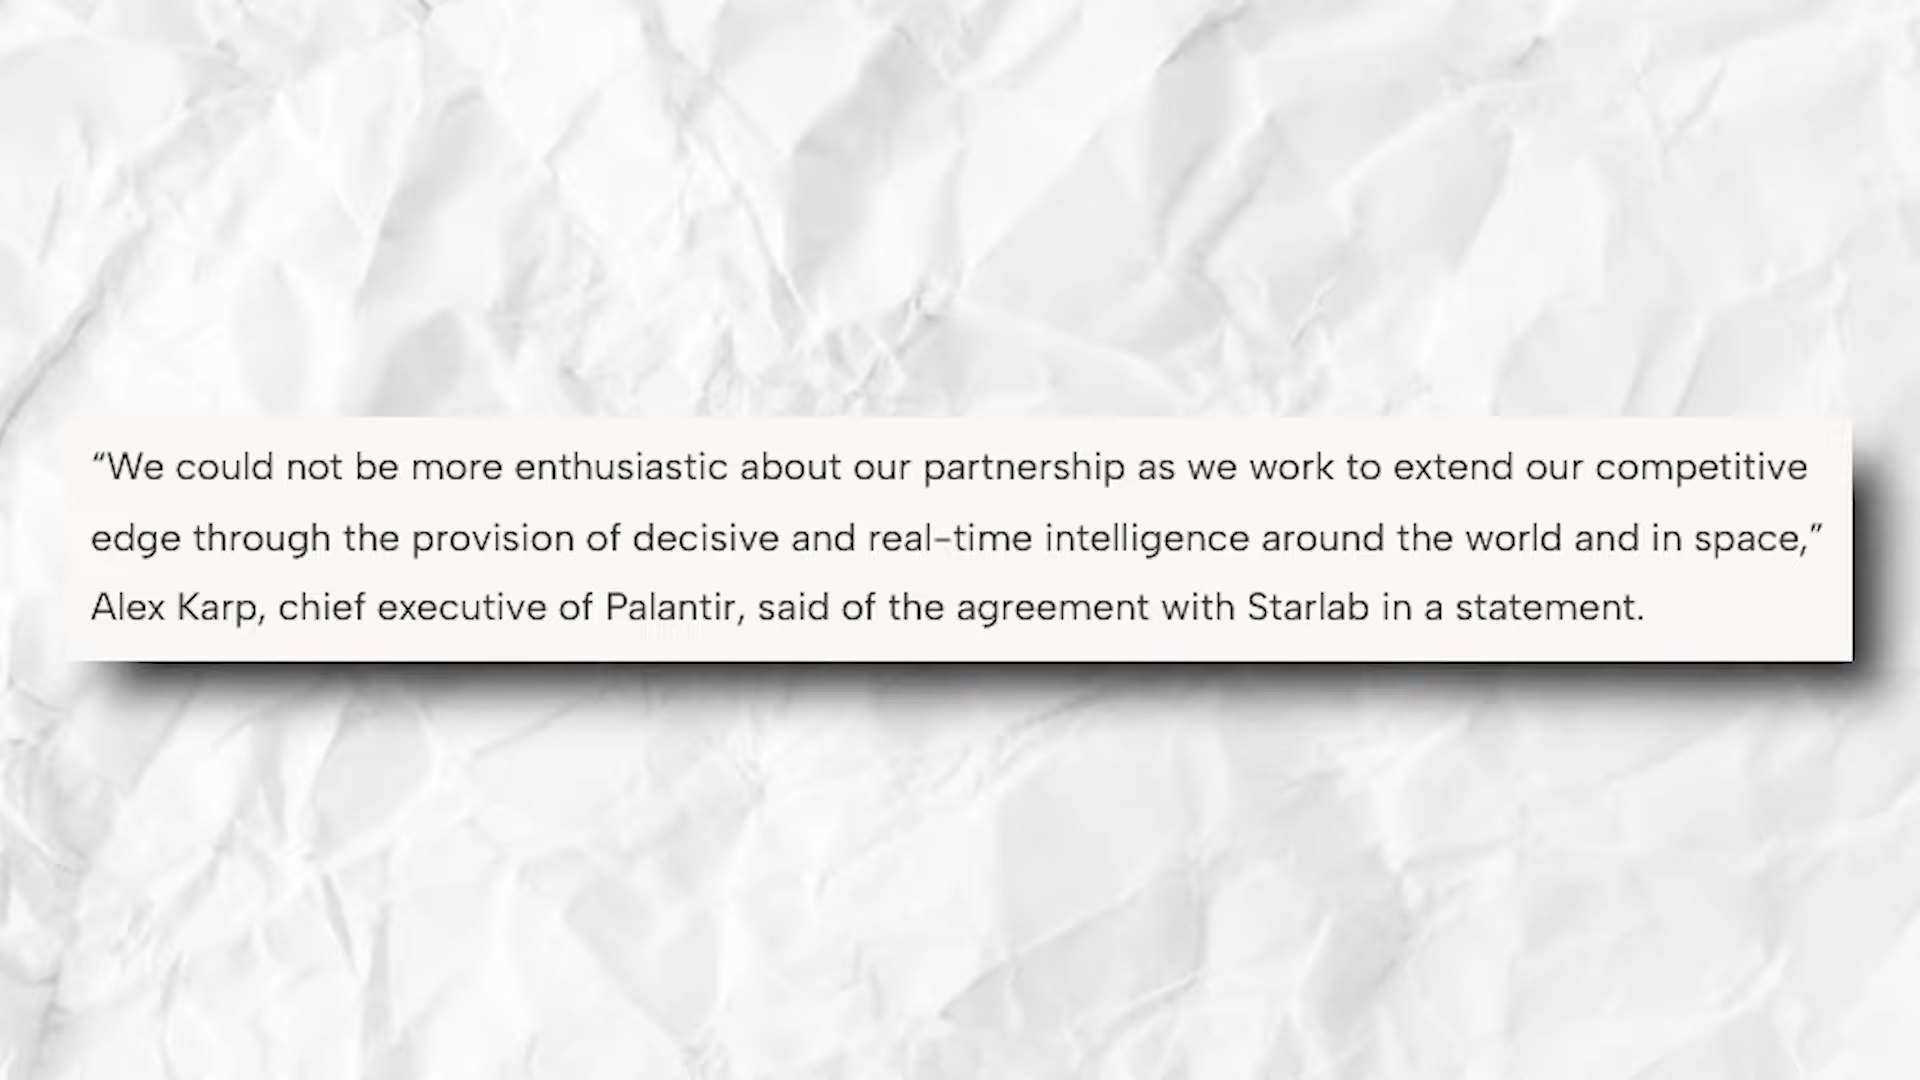 “We could not be more enthusiastic about our partnership as we work to extend our competitive
edge through the provision of decisive and real-time intelligence around the world and in space,”
Alex Karp, chief executive of Palantir, said of the agreement with Starlab in a statement.